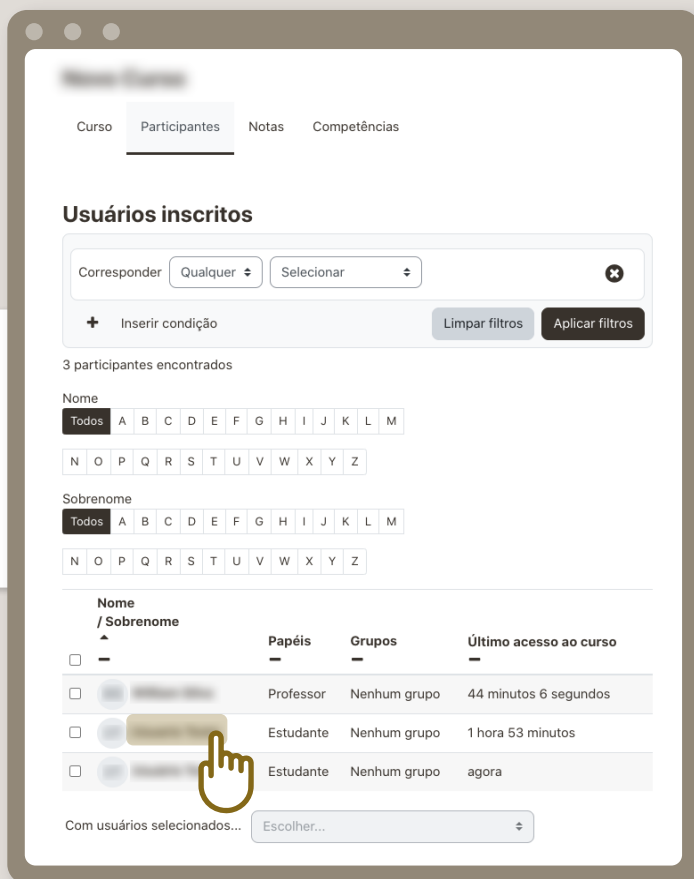 Curso Participantes Notas Competências
Usuários inscritos
Corresponder Qualquer Selecionar
Inserir condição Limpar filtros Aplicar filtros
3 participantes encontrados
Nome
Todos A B C D E F G H I J K L M
N O P Q R S T U V W X Y Z
Sobrenome
Todos A B C D E F G H I J K L M
N O P Q R S T U V W X Y Z
Nome
/ Sobrenome
Papéis Grupos Último acesso ao curso
Professor Nenhum grupo 44 minutos 6 segundos
Estudante Nenhum grupo 1 hora 53 minutos
Estudante Nenhum grupo agora
Com usuários selecionados... Escolher...